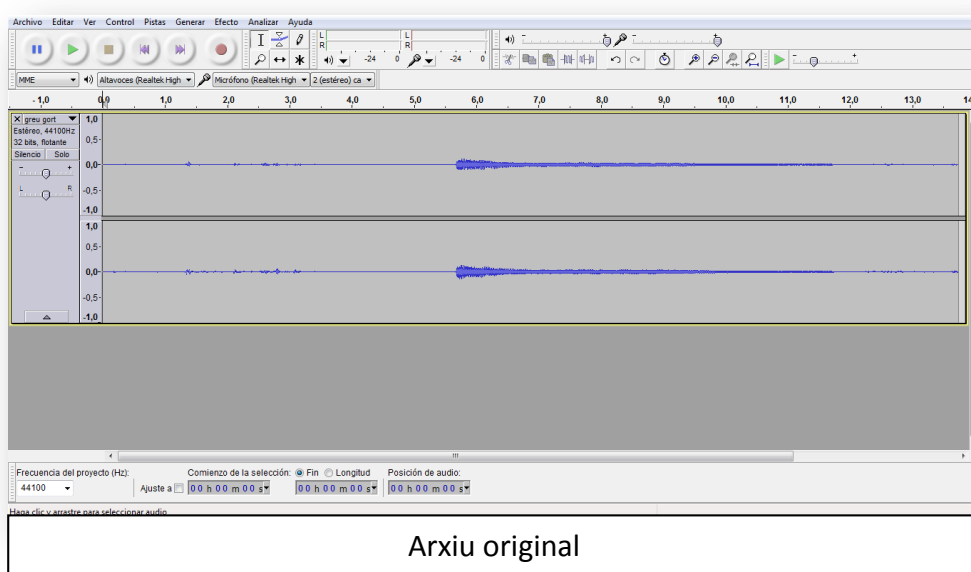 Archivo Editar Ver Control Pistas Generar Efecto Analizar Ayuda
L R -24 0 L R -24 0
MME Altavoces (Realtek High Micrófono (Realtek High 2 (estéreo) ca
- 1,0 0,0 1,0 2,0 3,0 4,0 5,0 6,0 7,0 8,0 9,0 10,0 11,0 12,0 13,0 14
X greu gort
Estéreo, 44100Hz
32 bits, flotante
Silencio Solo
- +
L R
1,0
0,5-
0,0-
-0,5-
-1,0
1,0
0,5-
0,0-
-0,5-
-1,0
Frecuencia del proyecto (Hz): Comienzo de la selección: Fin Longitud Posición de audio:
44100 Ajuste a 00 h 00 m 00 s 00 h 00 m 00 s 00 h 00 m 00 s
Haga clic y arrastre para seleccionar audio
Arxiu original